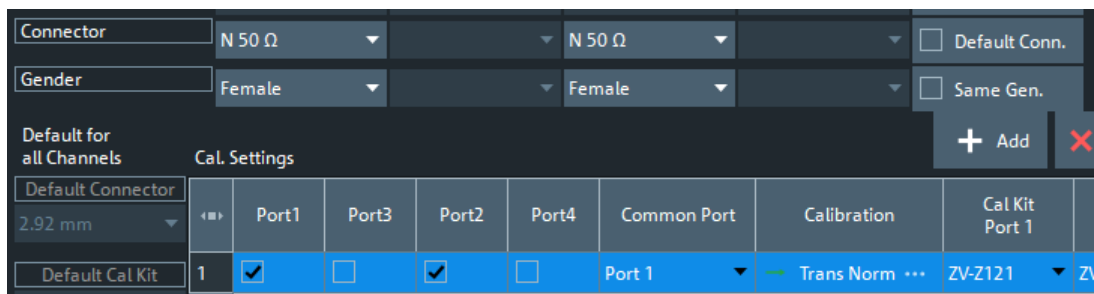 Connector N 50 Ω N 50 Ω Default Conn.
Gender Female Female Same Gen.
Default for
all Channels Cal. Settings Add
Default Connector
2.92 mm Port1 Port3 Port2 Port4 Common Port Calibration Cal Kit
Port 1
Default Cal Kit 1 Port 1 Trans Norm ... ZV-Z121